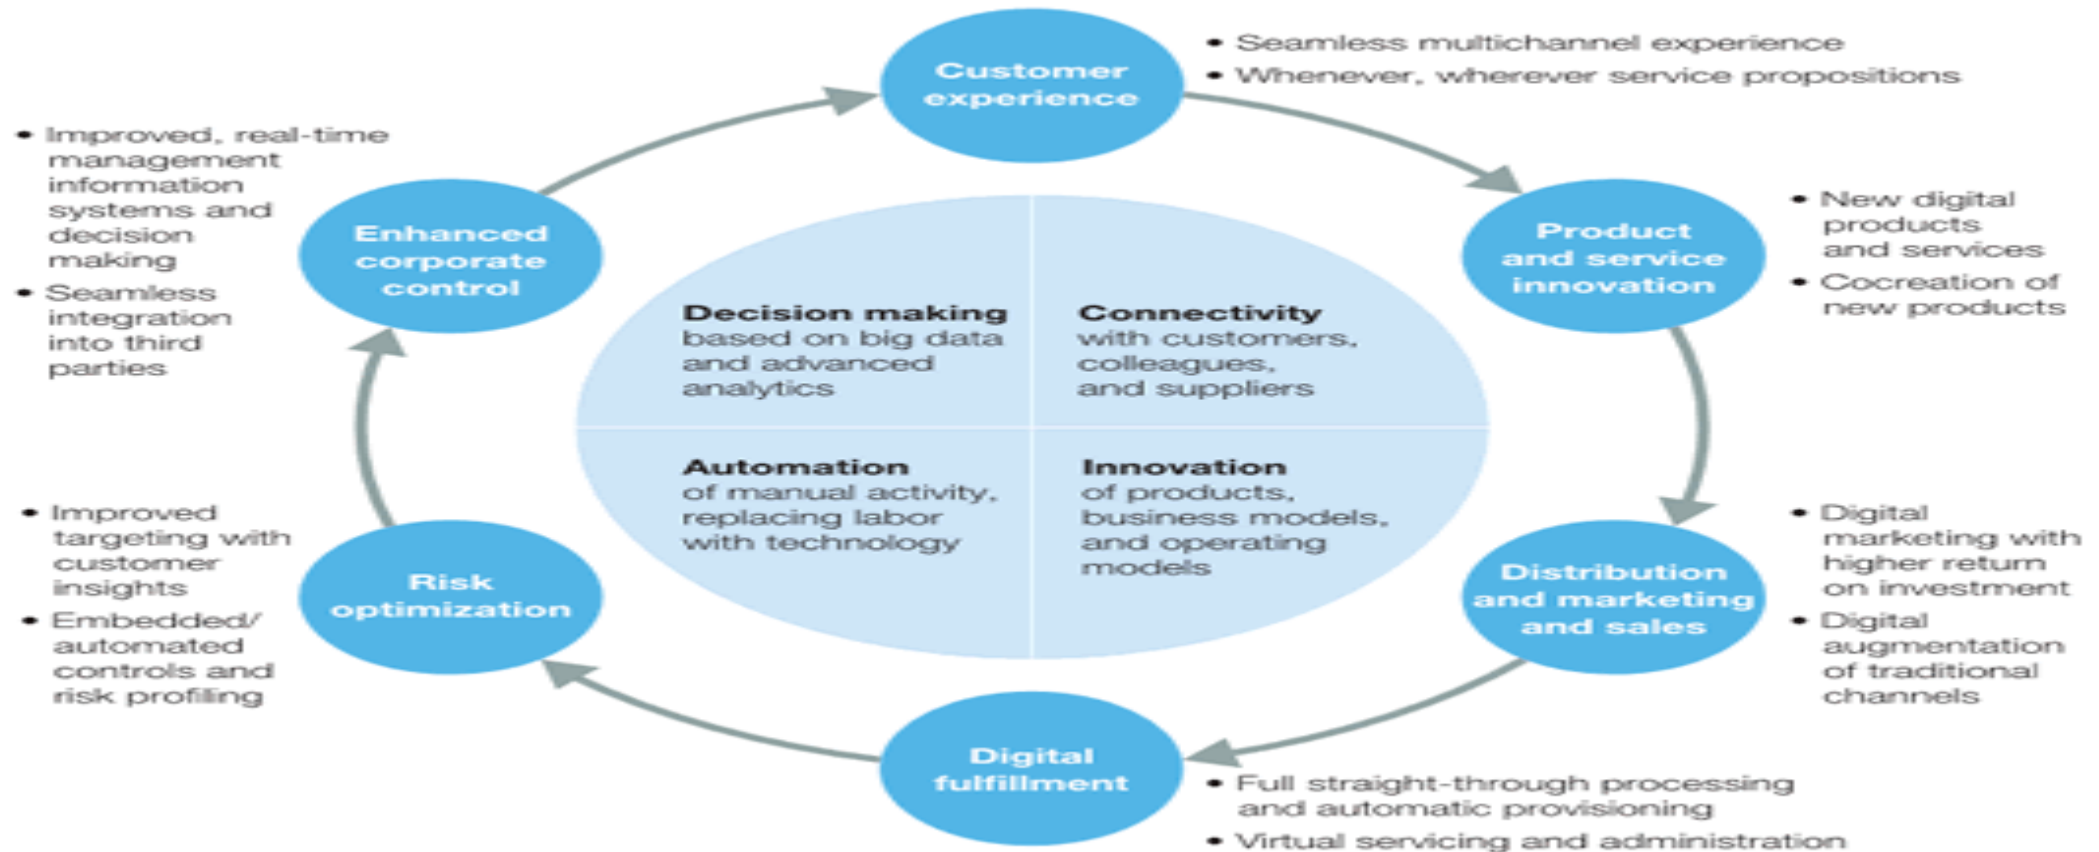 Customer
experience
• Seamless multichannel experience
• Whenever, wherever service propositions
Product
and service
innovation
• New digital
products
and services
• Cocreation of
new products
Distribution
and marketing
and sales
• Digital
marketing with
higher return
on investment
• Digital
augmentation
of traditional
channels
Digital
fulfillment
• Full straight-through processing
and automatic provisioning
• Virtual servicing and administration
Risk
optimization
• Improved
targeting with
customer
insights
• Embedded/
automated
controls and
risk profiling
Enhanced
corporate
control
• Improved, real-time
management
information
systems and
decision
making
• Seamless
integration
into third
parties
Decision making
based on big data
and advanced
analytics
Connectivity
with customers,
colleagues,
and suppliers
Automation
of manual activity,
replacing labor
with technology
Innovation
of products,
business models,
and operating
models